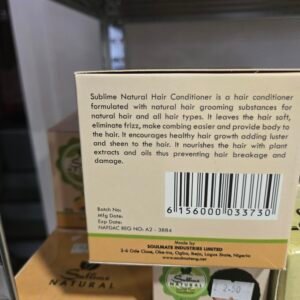 Sublime Natural Hair Conditioner is a hair conditioner
formulated with natural hair grooming substances for
natural hair and all hair types. It leaves the hair soft,
eliminate frizz, make combing easier and provide body to
the hair. It encourages healthy hair growth adding luster
and sheen to the hair. It nourishes the hair with plant
extracts and oils thus preventing hair breakage and
damage.
6 156000 033730
Batch No:
Mfg Date:
Exp Date:
NAFDAC REG NO: A2 - 3884
Made by
SOULMATE INDUSTRIES LIMITED
Sublime
NATURAL
Sublime
NATURAL